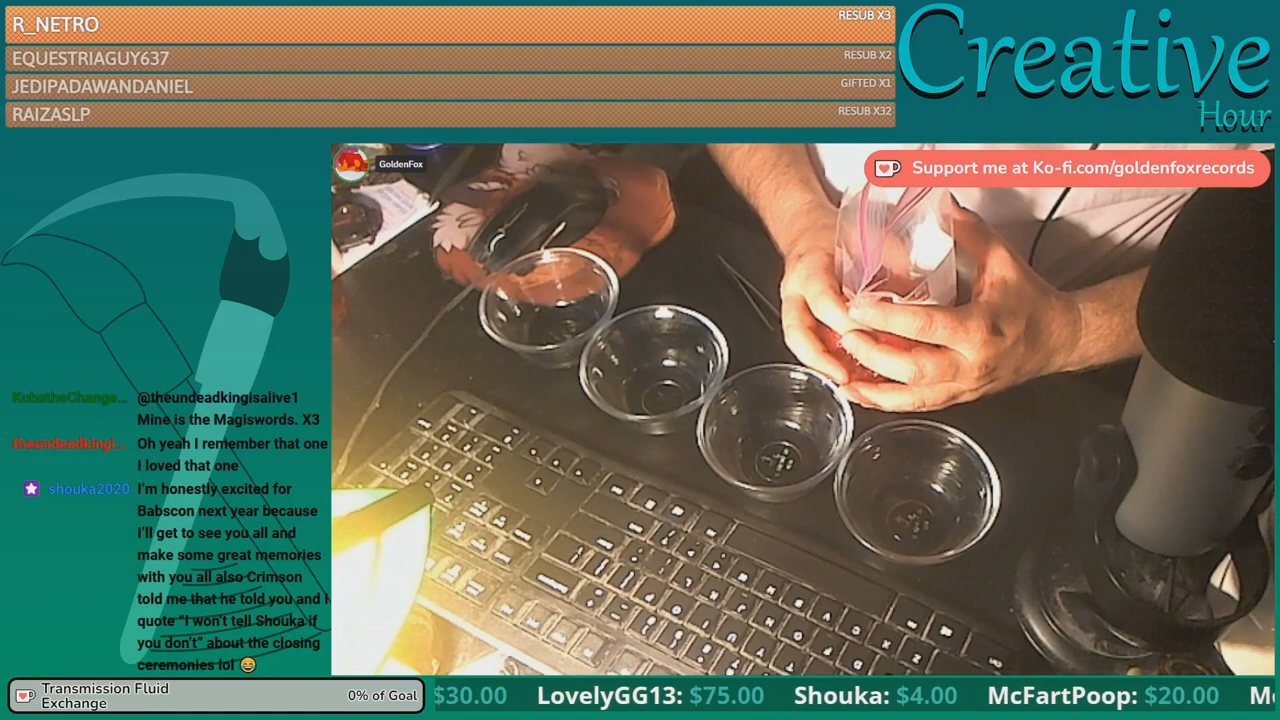 R_NETRO RESUB X3
EQUESTRIAGUY637 RESUB X2
JEDIPADAWANDANIEL GIFTED X1
RAIZASLP RESUB X32
Creative
Hour
GoldenFox
Support me at Ko-fi.com/goldenfoxrecords
KubatheChange... @theundeadkingisalive1
Mine is the Magiswords. X3
theundeadkingi... Oh yeah I remember that one
I loved that one
shouka2020 I'm honestly excited for
Babscon next year because
I'll get to see you all and
make some great memories
with you all also Crimson
told me that he told you and I
quote "I won't tell Shouka if
you don't" about the closing
ceremonies lol 😂
Transmission Fluid
Exchange
0% of Goal
$30.00 LovelyGG13: $75.00 Shouka: $4.00 McFartPoop: $20.00